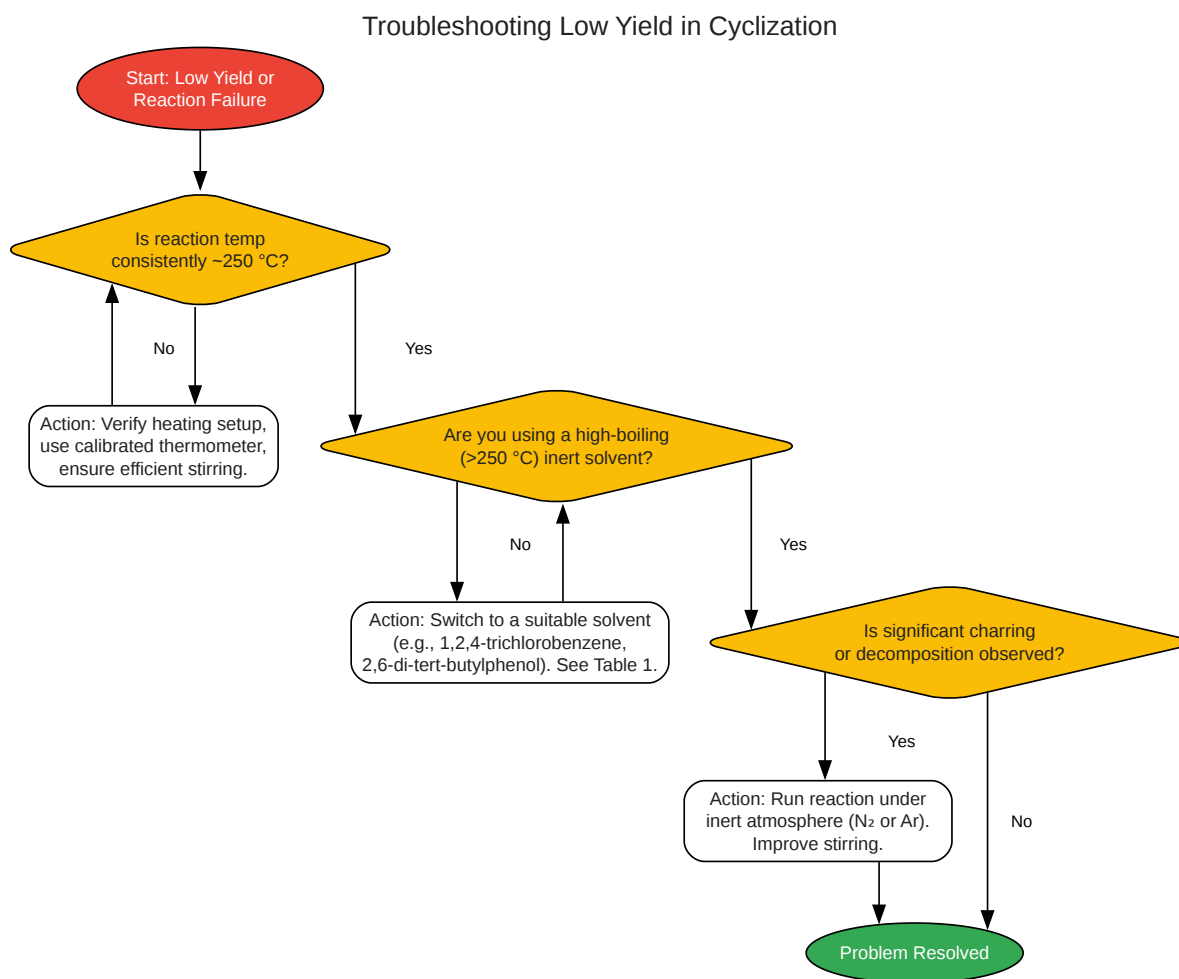 Troubleshooting Low Yield in Cyclization
Start: Low Yield or
Reaction Failure
Is reaction temp
consistently ~250 °C?
No
Yes
Action: Verify heating setup,
use calibrated thermometer,
ensure efficient stirring.
Are you using a high-boiling
(>250 °C) inert solvent?
No
Yes
Action: Switch to a suitable solvent
(e.g., 1,2,4-trichlorobenzene,
2,6-di-tert-butylphenol). See Table 1.
Is significant charring
or decomposition observed?
Yes
No
Action: Run reaction under
inert atmosphere (N₂ or Ar).
Improve stirring.
Problem Resolved